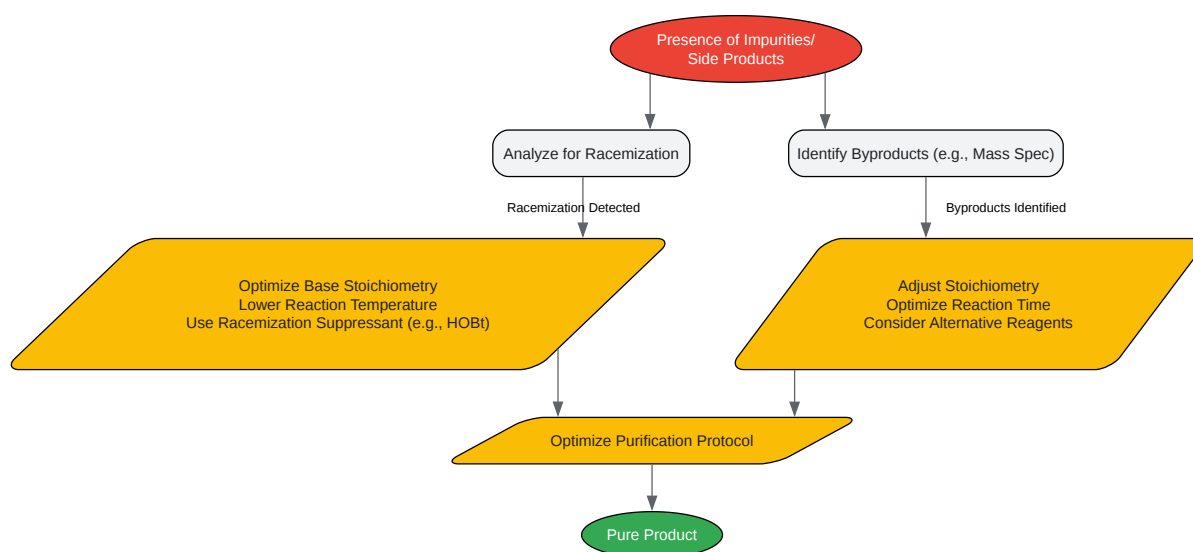 Presence of Impurities/
Side Products
Analyze for Racemization
Identify Byproducts (e.g., Mass Spec)
Racemization Detected
Byproducts Identified
Optimize Base Stoichiometry
Lower Reaction Temperature
Use Racemization Suppressant (e.g., HOBt)
Adjust Stoichiometry
Optimize Reaction Time
Consider Alternative Reagents
Optimize Purification Protocol
Pure Product